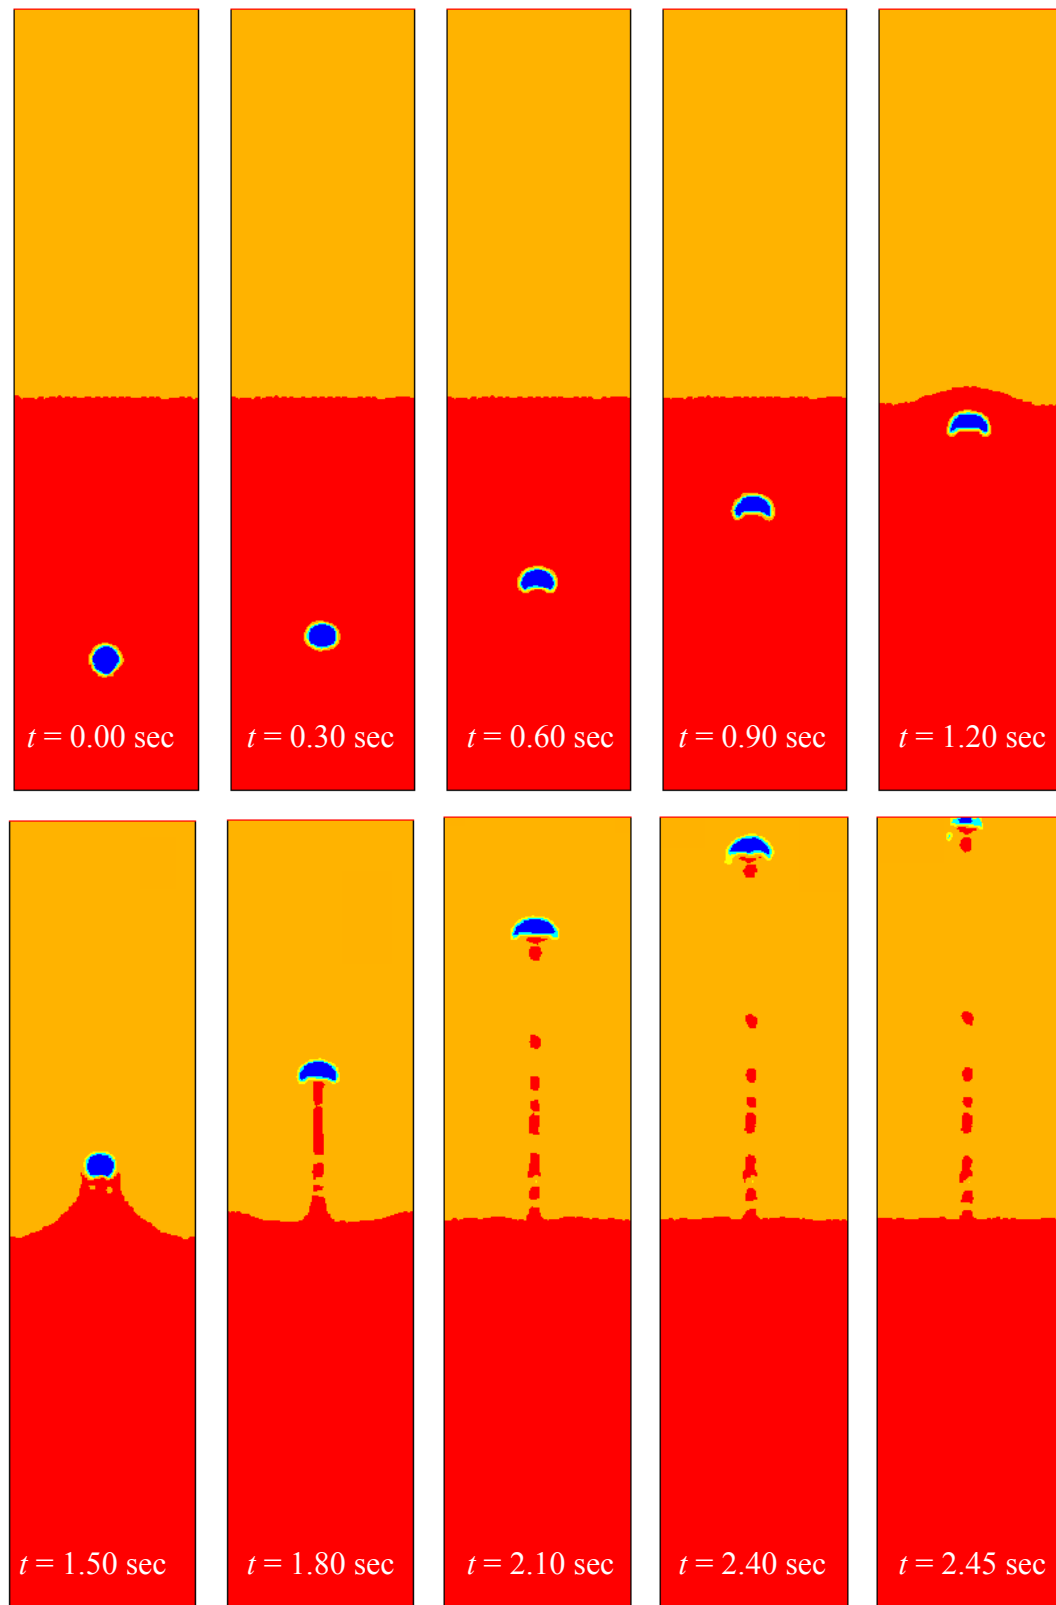 t = 0.00 sec
t = 0.30 sec
t = 0.60 sec
t = 0.90 sec
t = 1.20 sec
t = 1.50 sec
t = 1.80 sec
t = 2.10 sec
t = 2.40 sec
t = 2.45 sec